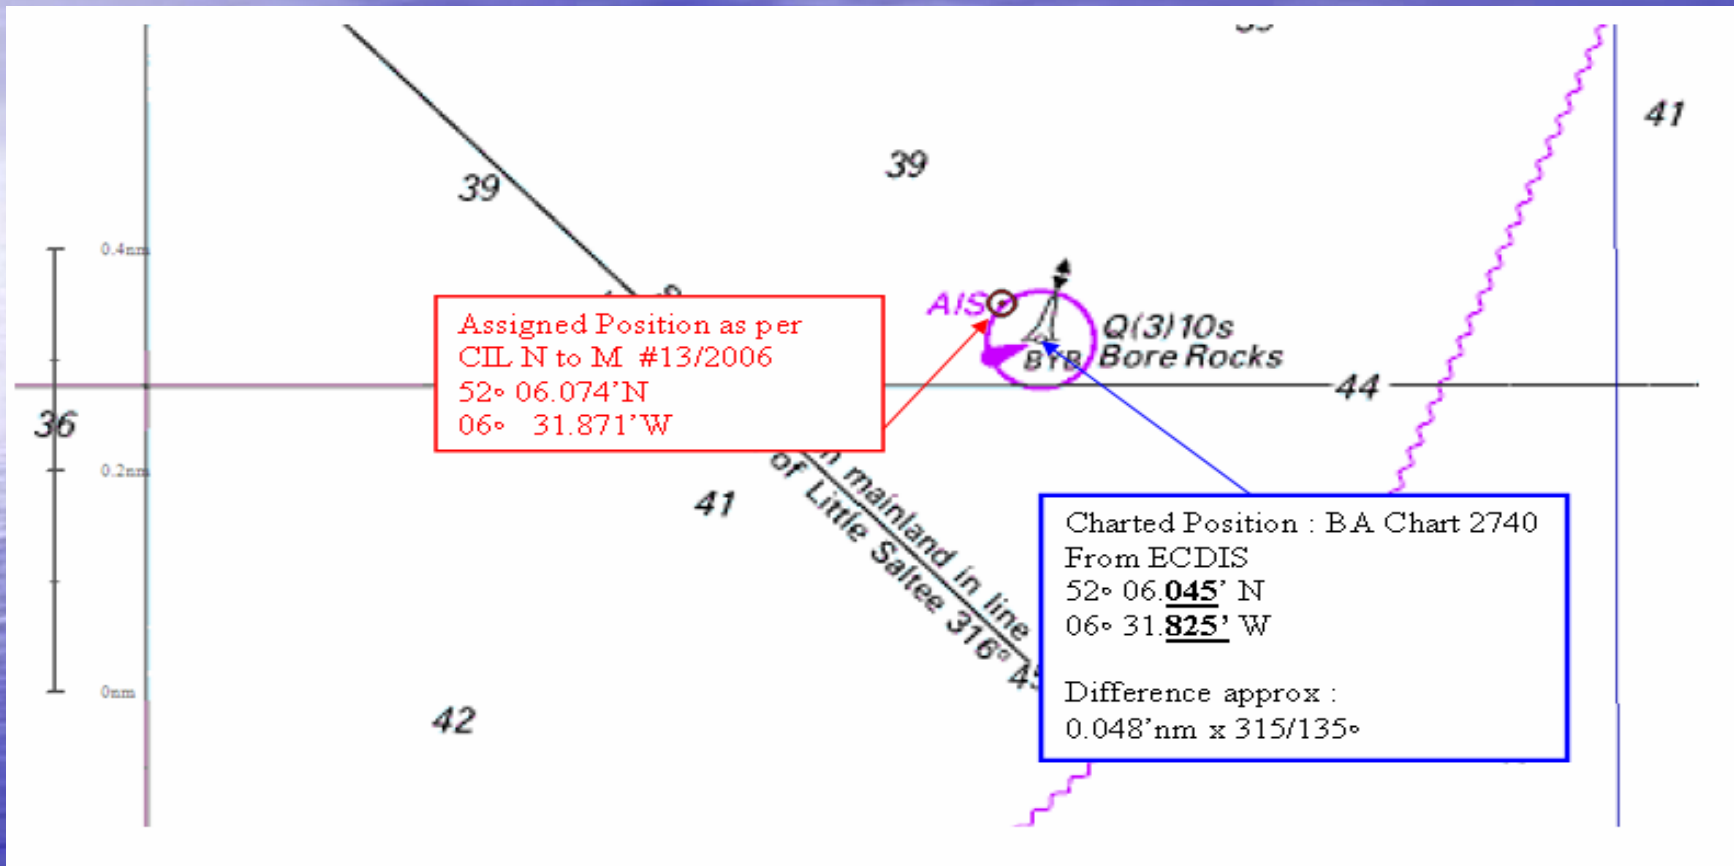 41
39
39
0.4nm
AIS
Q(3)10s
Bore Rocks
BYB
Assigned Position as per
CIL N to M #13/2006
52° 06.074'N
06° 31.871'W
44
36
0.2nm
n mainland in line
of Little Saltee 316° 4
41
Charted Position : BA Chart 2740
From ECDIS
52° 06.045' N
06° 31.825' W
Difference approx :
0.048'nm x 315/135°
0nm
42